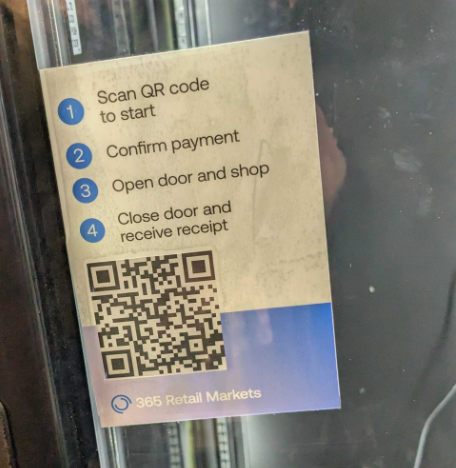 1 Scan QR code
to start
2 Confirm payment
3 Open door and shop
4 Close door and
receive receipt
365 Retail Markets